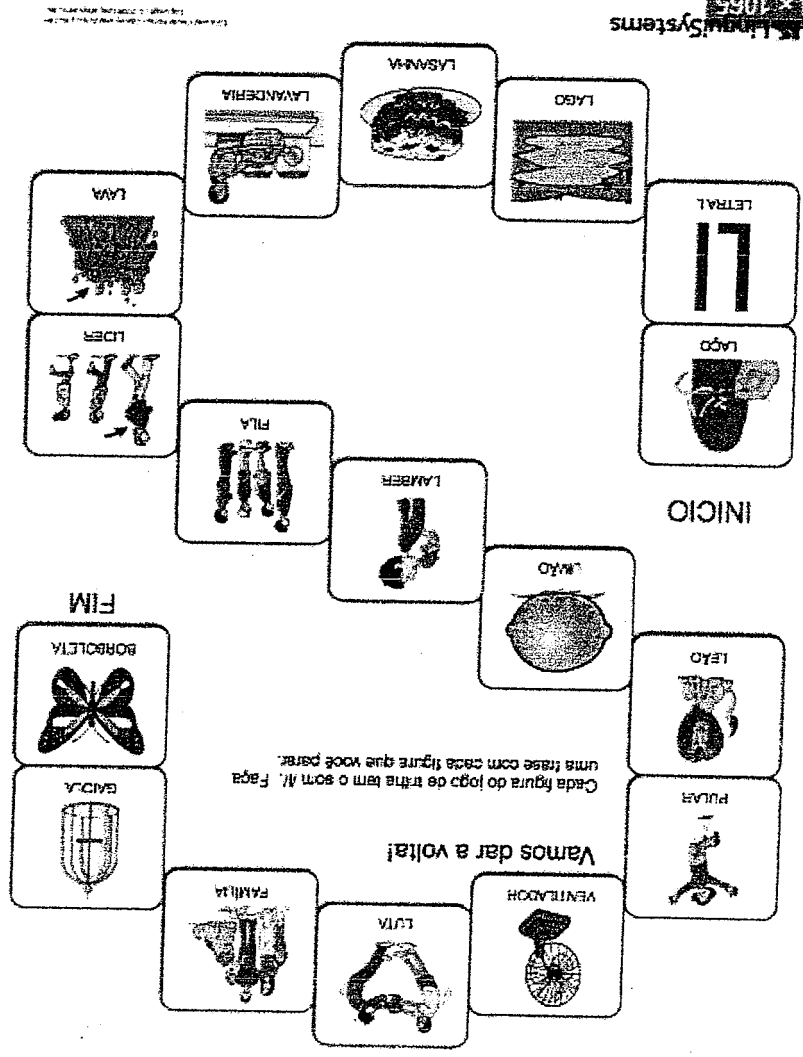 LUTA
VENTILADOR
FAMÍLIA
Vamos dar a volta!
PULAR
GAIOLA
Cada figura do jogo de trilha tem o som /l/. Faça
uma frase com cada figura que você parar.
LEÃO
BORBOLETA
LIMÃO
FIM
INICIO
LAMBER
FILA
LAÇO
LIDER
LETRA L
LAVA
LAGO
LAVANDERIA
LASANHA
LinguiSystems